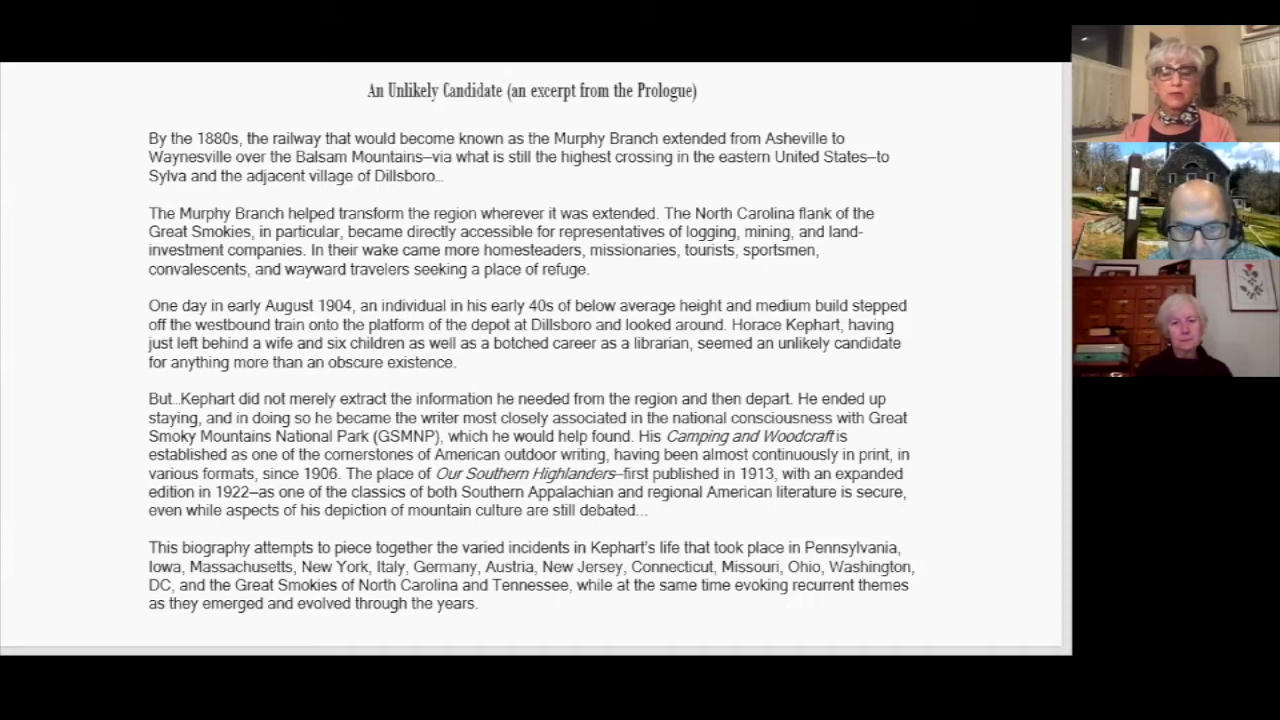 An Unlikely Candidate (an excerpt from the Prologue)
By the 1880s, the railway that would become known as the Murphy Branch extended from Asheville to
Waynesville over the Balsam Mountains–via what is still the highest crossing in the eastern United States–to
Sylva and the adjacent village of Dillsboro…
The Murphy Branch helped transform the region wherever it was extended. The North Carolina flank of the
Great Smokies, in particular, became directly accessible for representatives of logging, mining, and land-
investment companies. In their wake came more homesteaders, missionaries, tourists, sportsmen,
convalescents, and wayward travelers seeking a place of refuge.
One day in early August 1904, an individual in his early 40s of below average height and medium build stepped
off the westbound train onto the platform of the depot at Dillsboro and looked around. Horace Kephart, having
just left behind a wife and six children as well as a botched career as a librarian, seemed an unlikely candidate
for anything more than an obscure existence.
But…Kephart did not merely extract the information he needed from the region and then depart. He ended up
staying, and in doing so he became the writer most closely associated in the national consciousness with Great
Smoky Mountains National Park (GSMNP), which he would help found. His Camping and Woodcraft is
established as one of the cornerstones of American outdoor writing, having been almost continuously in print, in
various formats, since 1906. The place of Our Southern Highlanders–first published in 1913, with an expanded
edition in 1922–as one of the classics of both Southern Appalachian and regional American literature is secure,
even while aspects of his depiction of mountain culture are still debated…
This biography attempts to piece together the varied incidents in Kephart's life that took place in Pennsylvania,
Iowa, Massachusetts, New York, Italy, Germany, Austria, New Jersey, Connecticut, Missouri, Ohio, Washington,
DC, and the Great Smokies of North Carolina and Tennessee, while at the same time evoking recurrent themes
as they emerged and evolved through the years.